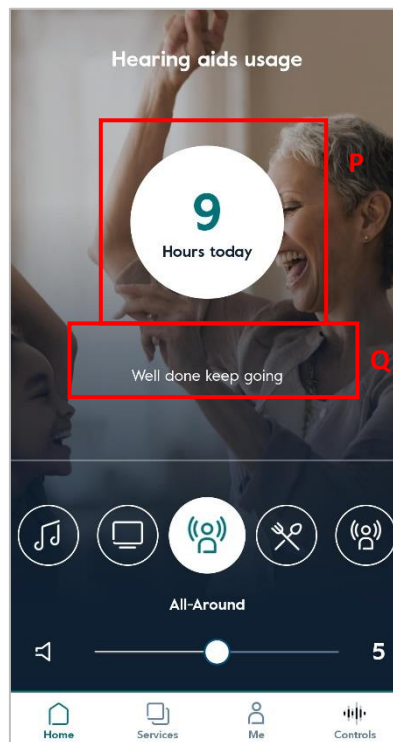 Hearing aids usage
P
9
Hours today
Q
Well done keep going
All-Around
5
Home Services Me Controls